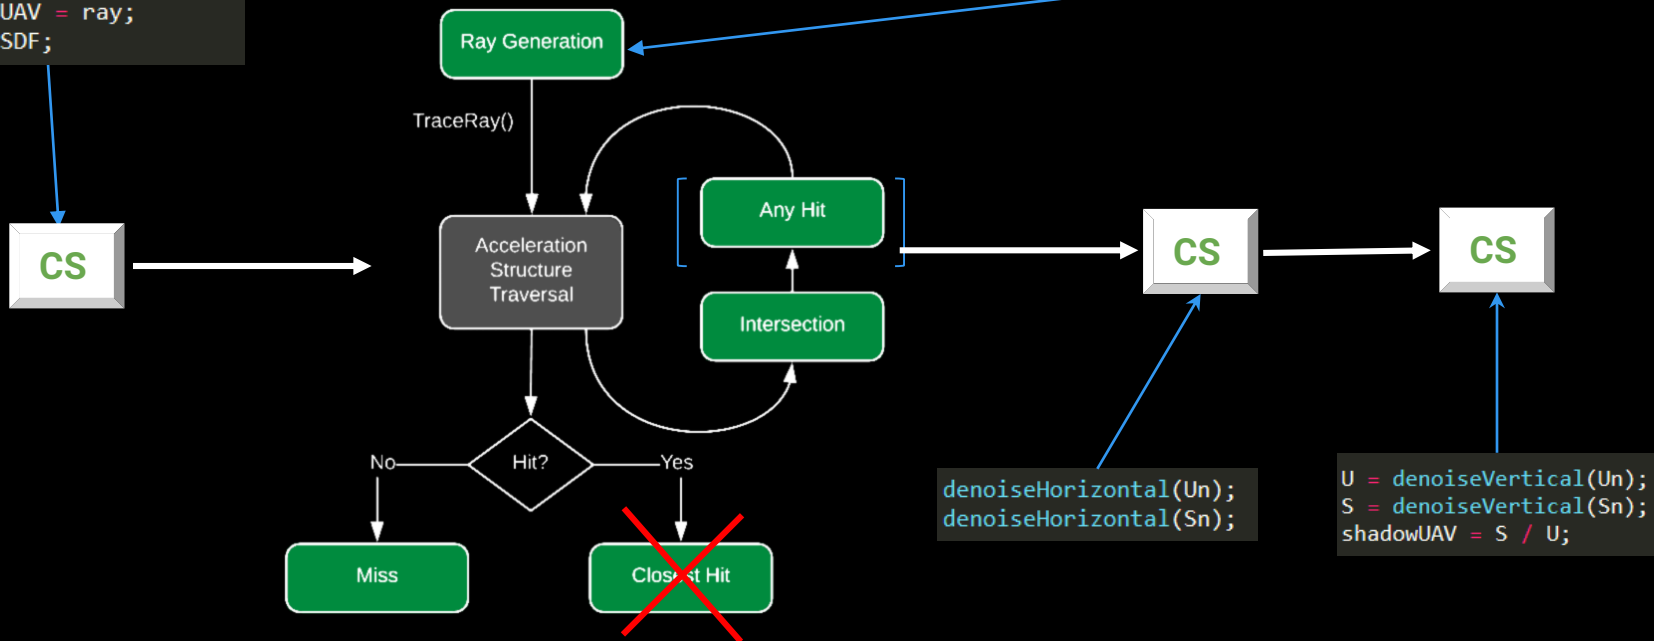 UAV = ray;
SDF;
Ray Generation
TraceRay()
Any Hit
Acceleration
Structure
Traversal
CS
CS
CS
Intersection
No
Hit?
Yes
Miss
Closest Hit
denoiseHorizontal(Un);
denoiseHorizontal(Sn);
U = denoiseVertical(Un);
S = denoiseVertical(Sn);
shadowUAV = S / U;